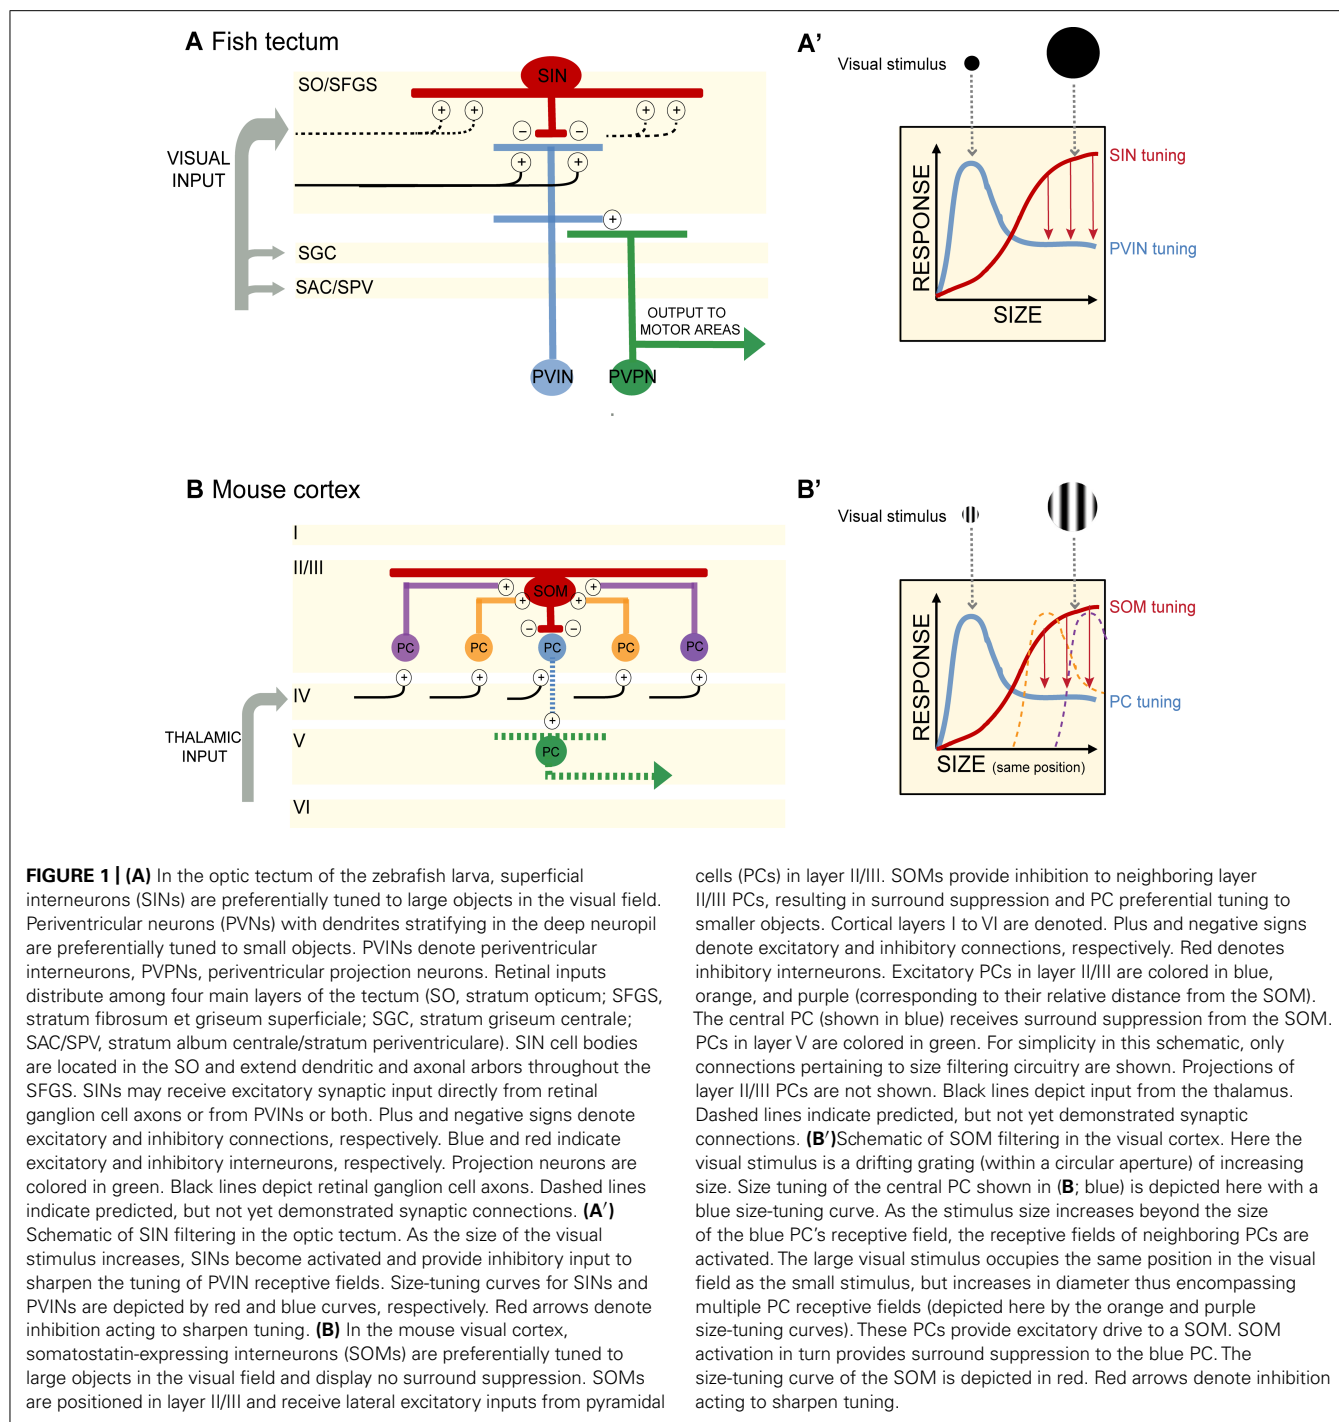 A Fish tectum
SO/SFGS
SIN
+ + + +
− −
+ +
VISUAL
INPUT
+
SGC
SAC/SPV
OUTPUT TO
MOTOR AREAS
PVIN PVPN
A’
Visual stimulus
RESPONSE
SIZE
SIN tuning
PVIN tuning
B Mouse cortex
I
II/III
SOM
+ + + +
− −
PC PC PC PC PC
+ + + + +
IV
+
THALAMIC
INPUT
V
PC
VI
B’
Visual stimulus
RESPONSE
SIZE (same position)
SOM tuning
PC tuning
FIGURE 1 | (A) In the optic tectum of the zebrafish larva, superficial
interneurons (SINs) are preferentially tuned to large objects in the visual field.
Periventricular neurons (PVNs) with dendrites stratifying in the deep neuropil
are preferentially tuned to small objects. PVINs denote periventricular
interneurons, PVPNs, periventricular projection neurons. Retinal inputs
distribute among four main layers of the tectum (SO, stratum opticum; SFGS,
stratum fibrosum et griseum superficiale; SGC, stratum griseum centrale;
SAC/SPV, stratum album centrale/stratum periventriculare). SIN cell bodies
are located in the SO and extend dendritic and axonal arbors throughout the
SFGS. SINs may receive excitatory synaptic input directly from retinal
ganglion cell axons or from PVINs or both. Plus and negative signs denote
excitatory and inhibitory connections, respectively. Blue and red indicate
excitatory and inhibitory interneurons, respectively. Projection neurons are
colored in green. Black lines depict retinal ganglion cell axons. Dashed lines
indicate predicted, but not yet demonstrated synaptic connections. (A′)
Schematic of SIN filtering in the optic tectum. As the size of the visual
stimulus increases, SINs become activated and provide inhibitory input to
sharpen the tuning of PVIN receptive fields. Size-tuning curves for SINs and
PVINs are depicted by red and blue curves, respectively. Red arrows denote
inhibition acting to sharpen tuning. (B) In the mouse visual cortex,
somatostatin-expressing interneurons (SOMs) are preferentially tuned to
large objects in the visual field and display no surround suppression. SOMs
are positioned in layer II/III and receive lateral excitatory inputs from pyramidal
cells (PCs) in layer II/III. SOMs provide inhibition to neighboring layer
II/III PCs, resulting in surround suppression and PC preferential tuning to
smaller objects. Cortical layers I to VI are denoted. Plus and negative signs
denote excitatory and inhibitory connections, respectively. Red denotes
inhibitory interneurons. Excitatory PCs in layer II/III are colored in blue,
orange, and purple (corresponding to their relative distance from the SOM).
The central PC (shown in blue) receives surround suppression from the SOM.
PCs in layer V are colored in green. For simplicity in this schematic, only
connections pertaining to size filtering circuitry are shown. Projections of
layer II/III PCs are not shown. Black lines depict input from the thalamus.
Dashed lines indicate predicted, but not yet demonstrated synaptic
connections. (B′)Schematic of SOM filtering in the visual cortex. Here the
visual stimulus is a drifting grating (within a circular aperture) of increasing
size. Size tuning of the central PC shown in (B; blue) is depicted here with a
blue size-tuning curve. As the stimulus size increases beyond the size
of the blue PC’s receptive field, the receptive fields of neighboring PCs are
activated. The large visual stimulus occupies the same position in the visual
field as the small stimulus, but increases in diameter thus encompassing
multiple PC receptive fields (depicted here by the orange and purple
size-tuning curves). These PCs provide excitatory drive to a SOM. SOM
activation in turn provides surround suppression to the blue PC. The
size-tuning curve of the SOM is depicted in red. Red arrows denote inhibition
acting to sharpen tuning.